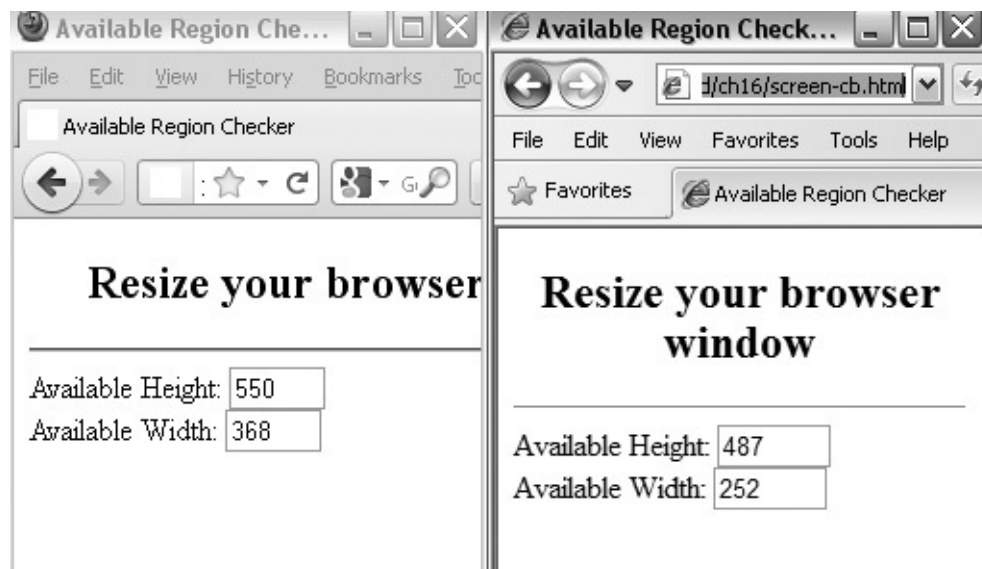 Available Region Che...
File Edit View History Bookmarks Too
Available Region Checker
Resize your browser
Available Height: 550
Available Width: 368
Available Region Check...
d/ch16/screen-cb.html
File Edit View Favorites Tools Help
Favorites
Available Region Checker
Resize your browser
window
Available Height: 487
Available Width: 252